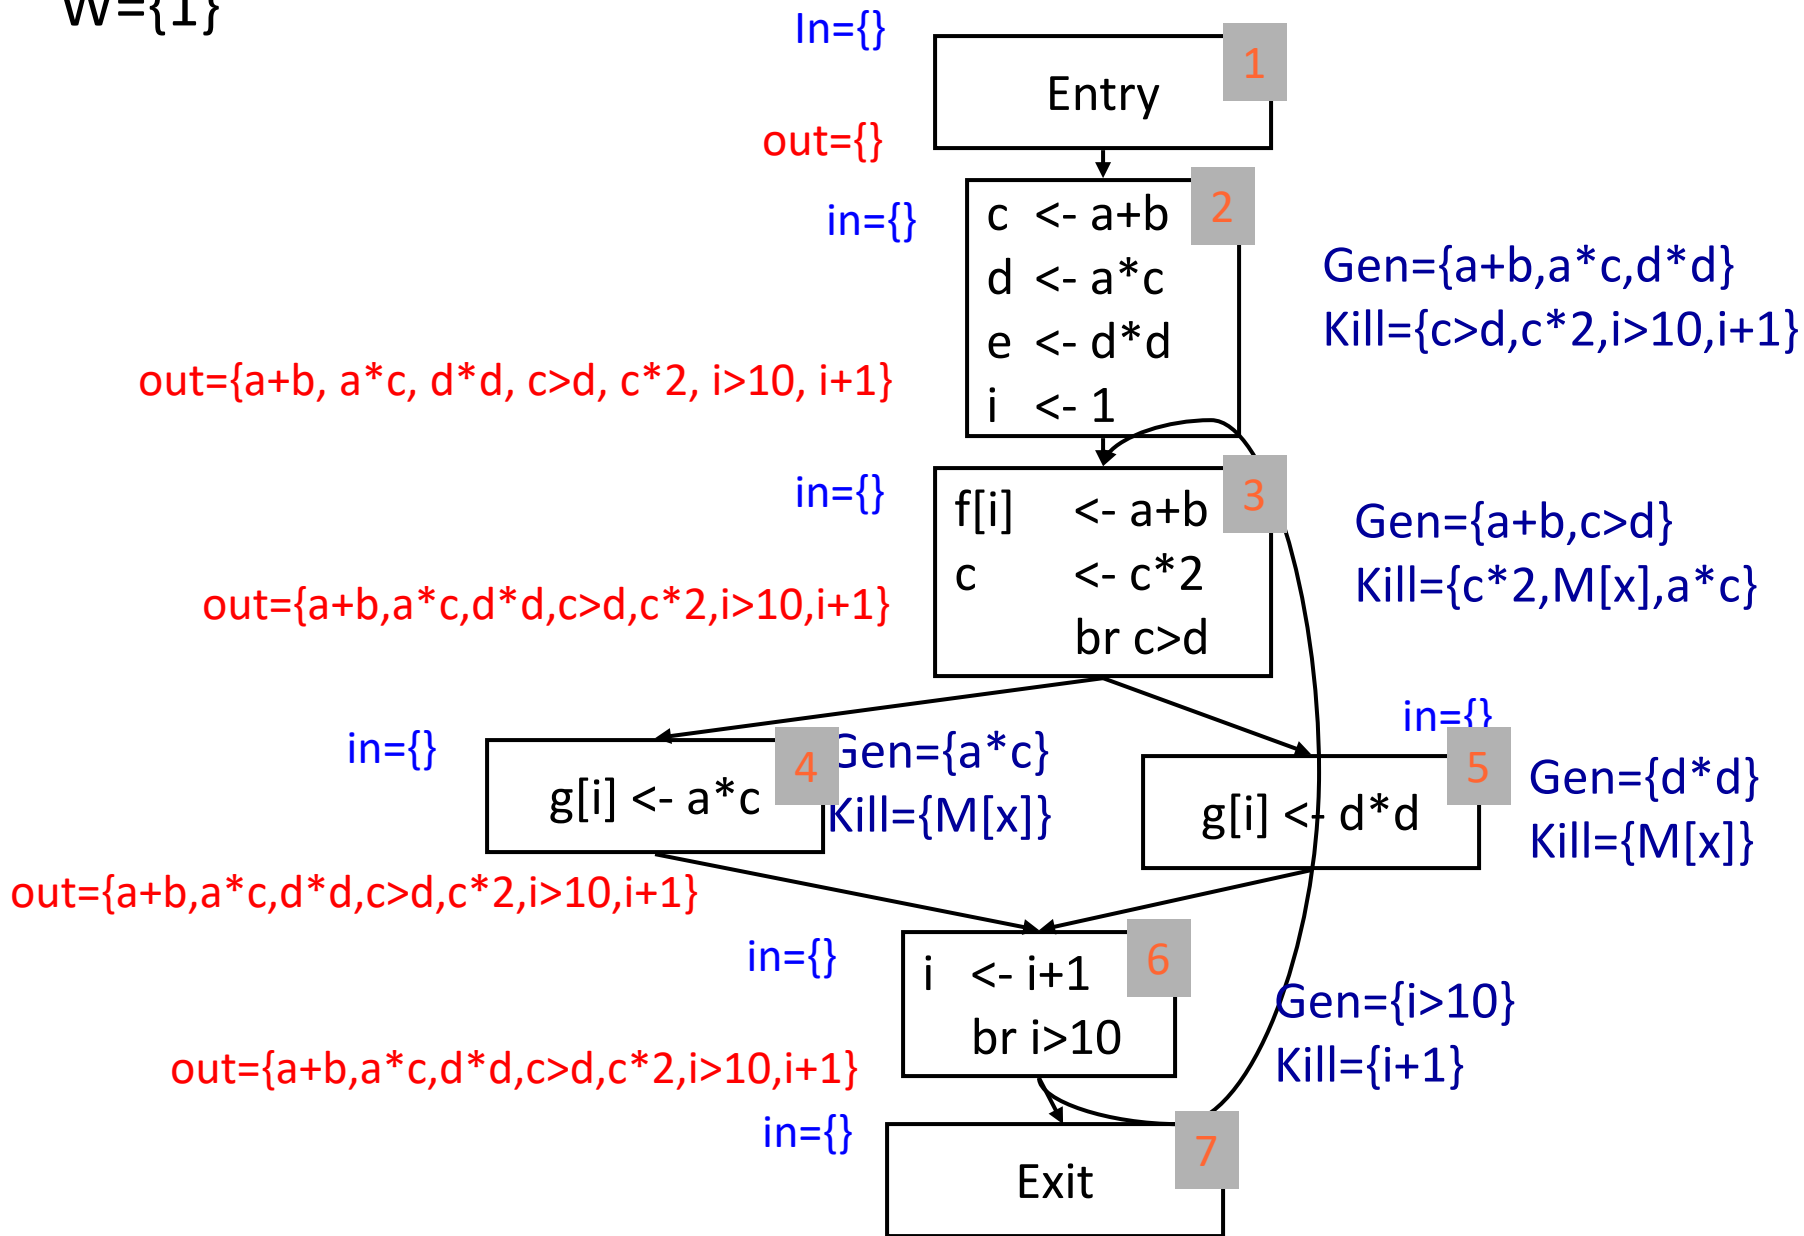 W={1}
In={}
Entry
1
out={}
in={}
c <- a+b
2
d <- a*c
e <- d*d
i <- 1
Gen={a+b,a*c,d*d}
Kill={c>d,c*2,i>10,i+1}
out={a+b, a*c, d*d, c>d, c*2, i>10, i+1}
in={}
f[i] <- a+b
3
c <- c*2
br c>d
Gen={a+b,c>d}
Kill={c*2,M[x],a*c}
out={a+b,a*c,d*d,c>d,c*2,i>10,i+1}
in={}
g[i] <- a*c
4
Gen={a*c}
Kill={M[x]}
in={}
g[i] <- d*d
5
Gen={d*d}
Kill={M[x]}
out={a+b,a*c,d*d,c>d,c*2,i>10,i+1}
in={}
i <- i+1
6
br i>10
Gen={i>10}
Kill={i+1}
out={a+b,a*c,d*d,c>d,c*2,i>10,i+1}
in={}
Exit
7